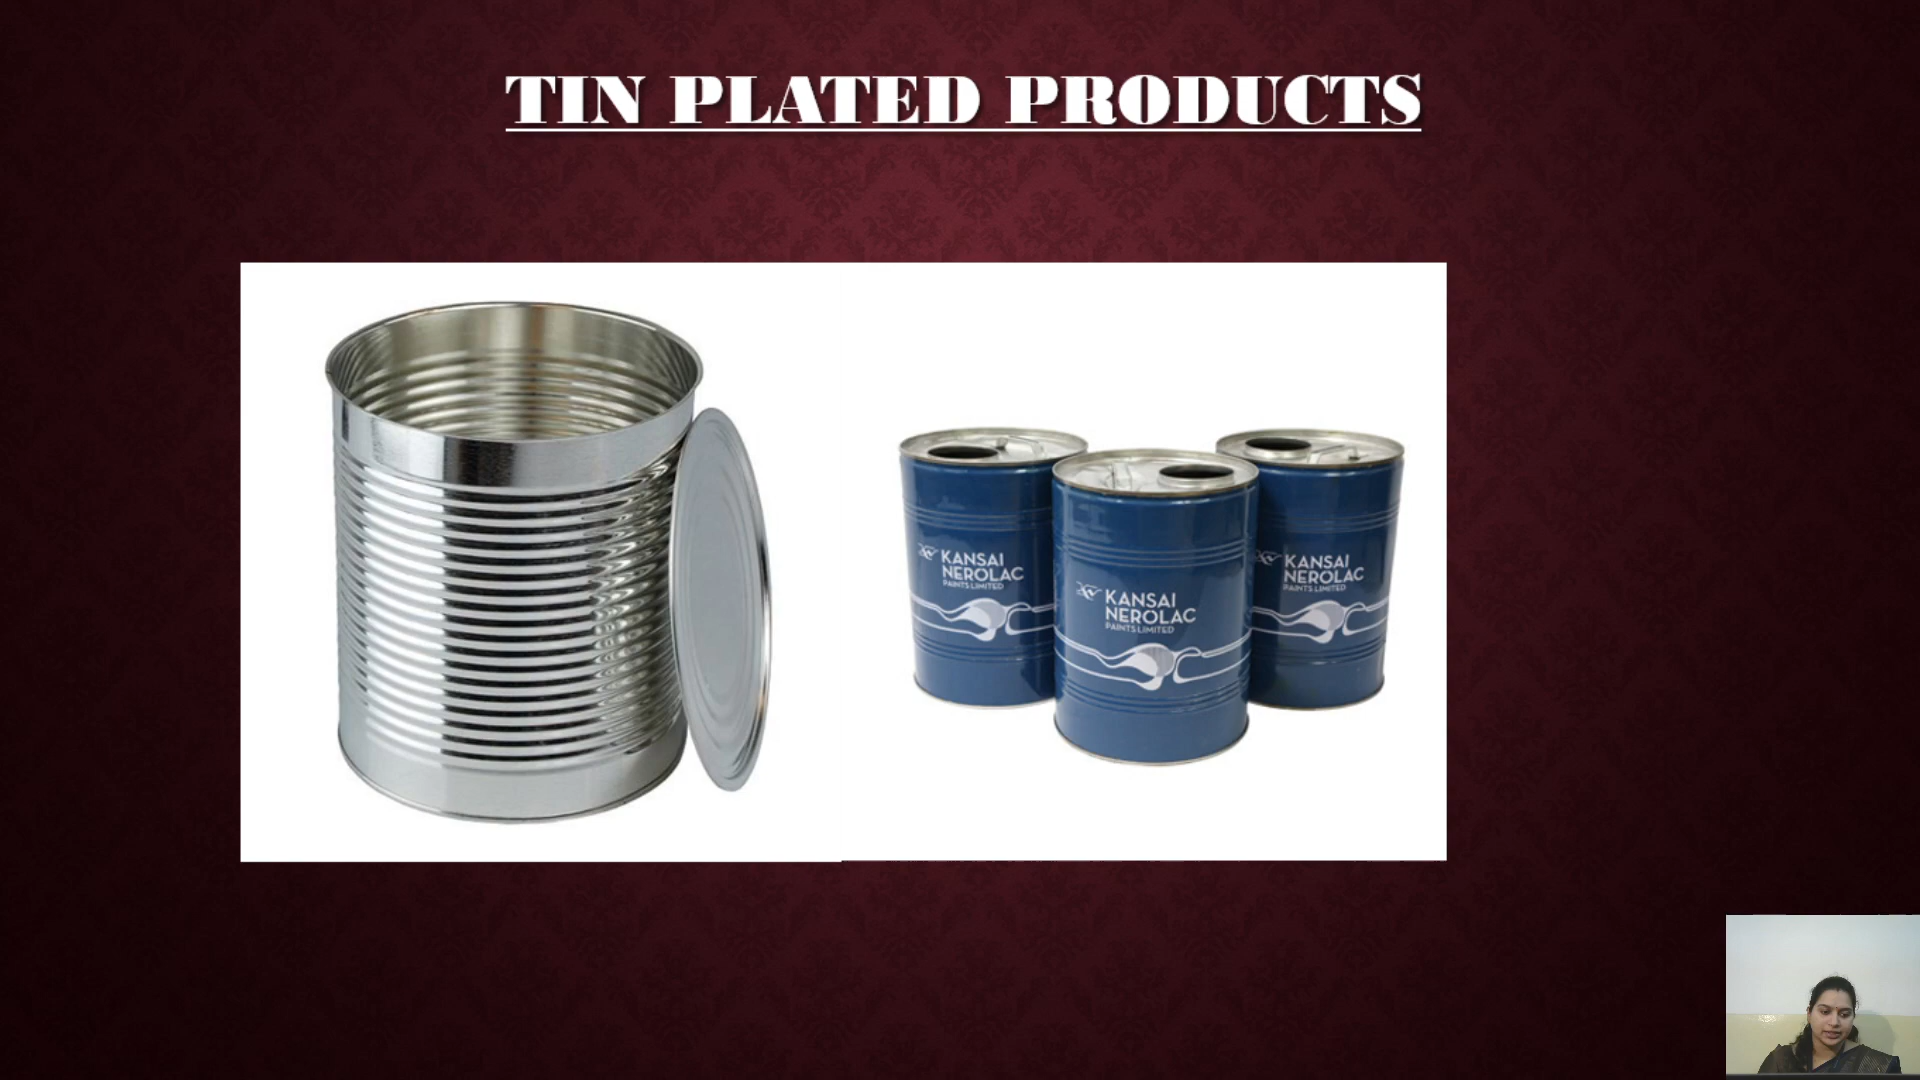 TIN PLATED PRODUCTS
KANSAI
NEROLAC
PAINTS LIMITED
KANSAI
NEROLAC
PAINTS LIMITED
KANSAI
NEROLAC
PAINTS LIMITED